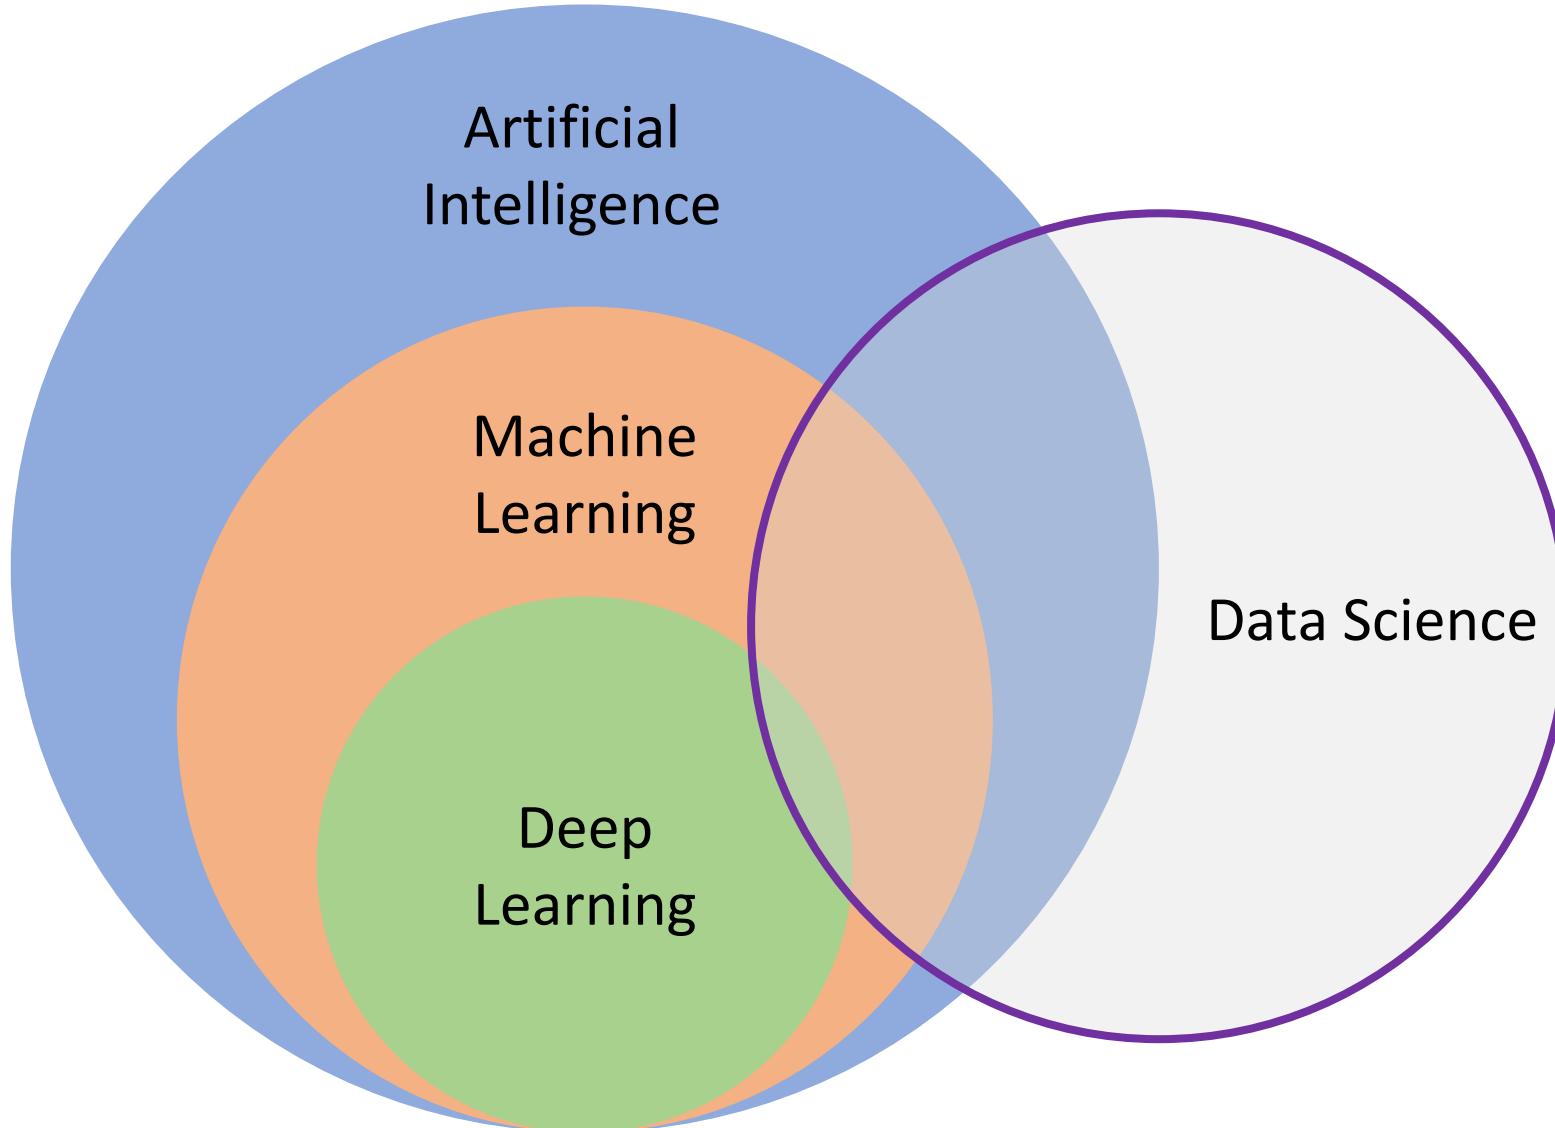 Artificial
Intelligence
Machine
Learning
Data Science
Deep
Learning